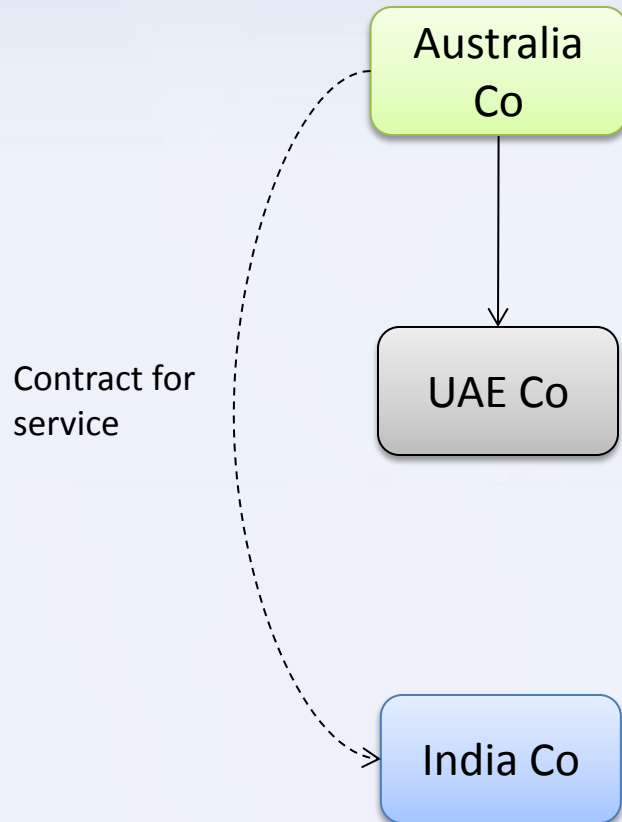 Australia
Co
Contract for
service
UAE Co
India Co